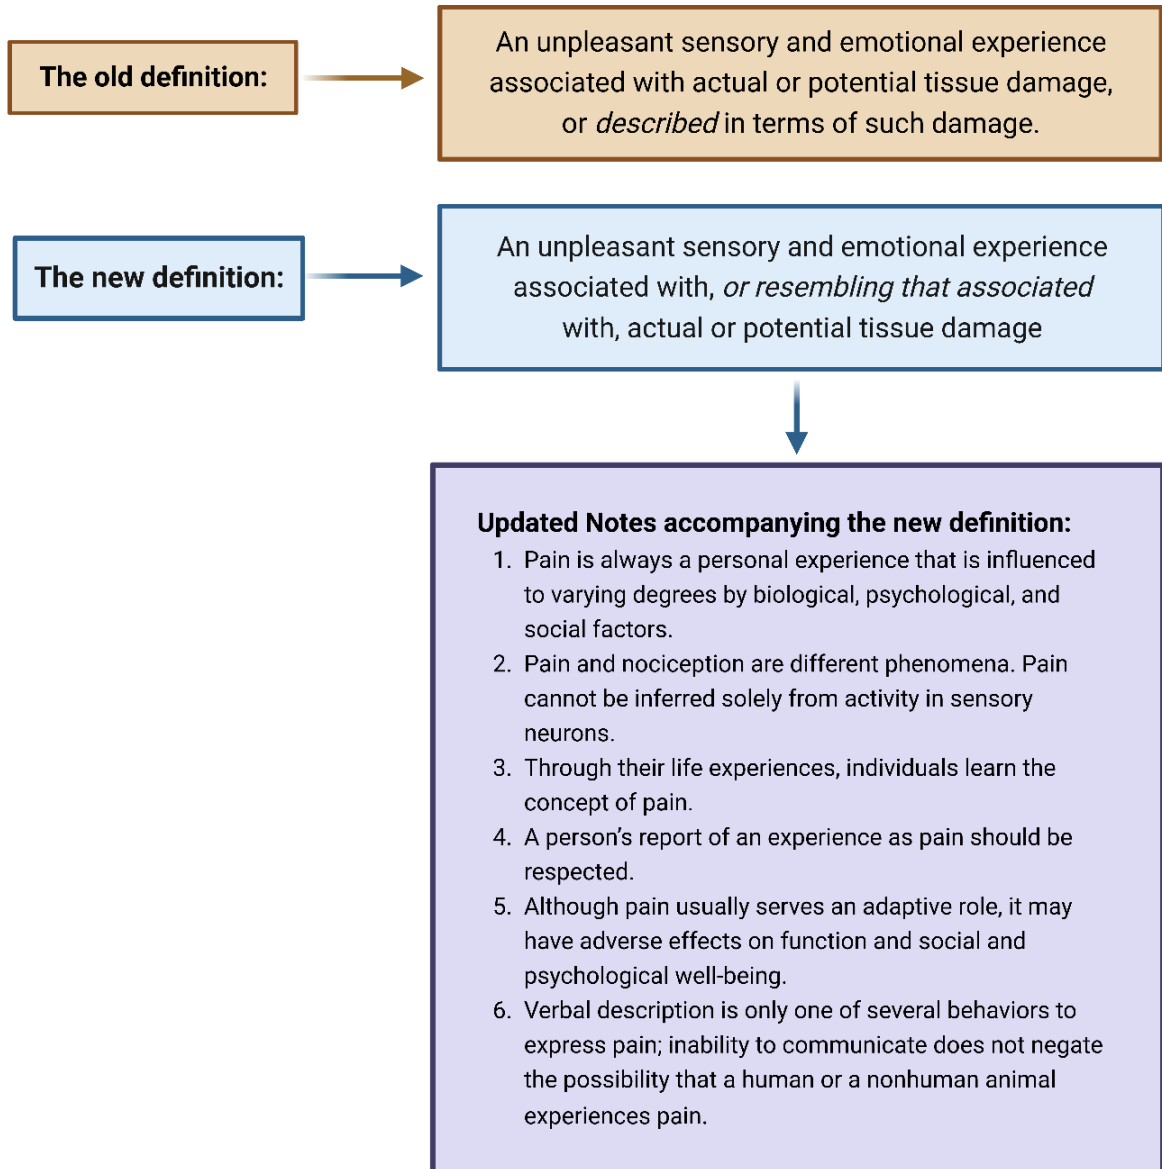 The old definition:
An unpleasant sensory and emotional experience
associated with actual or potential tissue damage,
or described in terms of such damage.
The new definition:
An unpleasant sensory and emotional experience
associated with, or resembling that associated
with, actual or potential tissue damage
Updated Notes accompanying the new definition:
1. Pain is always a personal experience that is influenced
to varying degrees by biological, psychological, and
social factors.
2. Pain and nociception are different phenomena. Pain
cannot be inferred solely from activity in sensory
neurons.
3. Through their life experiences, individuals learn the
concept of pain.
4. A person’s report of an experience as pain should be
respected.
5. Although pain usually serves an adaptive role, it may
have adverse effects on function and social and
psychological well-being.
6. Verbal description is only one of several behaviors to
express pain; inability to communicate does not negate
the possibility that a human or a nonhuman animal
experiences pain.